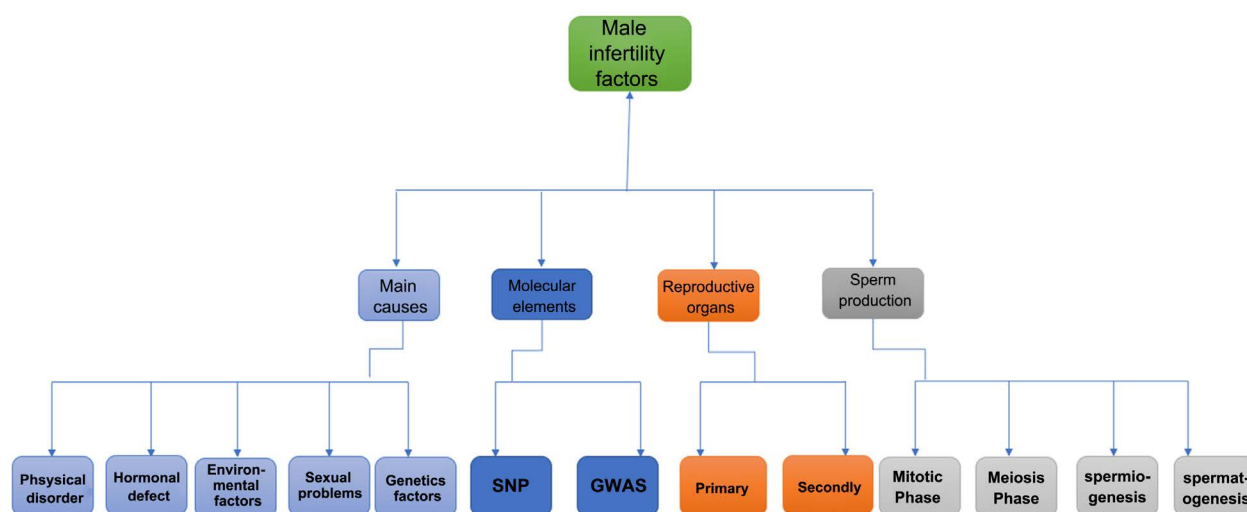 Male
infertility
factors
Main
causes
Molecular
elements
Reproductive
organs
Sperm
production
Phsysical
disorder
Hormonal
defect
Environ-
mental
factors
Sexual
problems
Genetics
factors
SNP
GWAS
Primary
Secondly
Mitotic
Phase
Meiosis
Phase
spermio-
genesis
spermat-
ogenesis